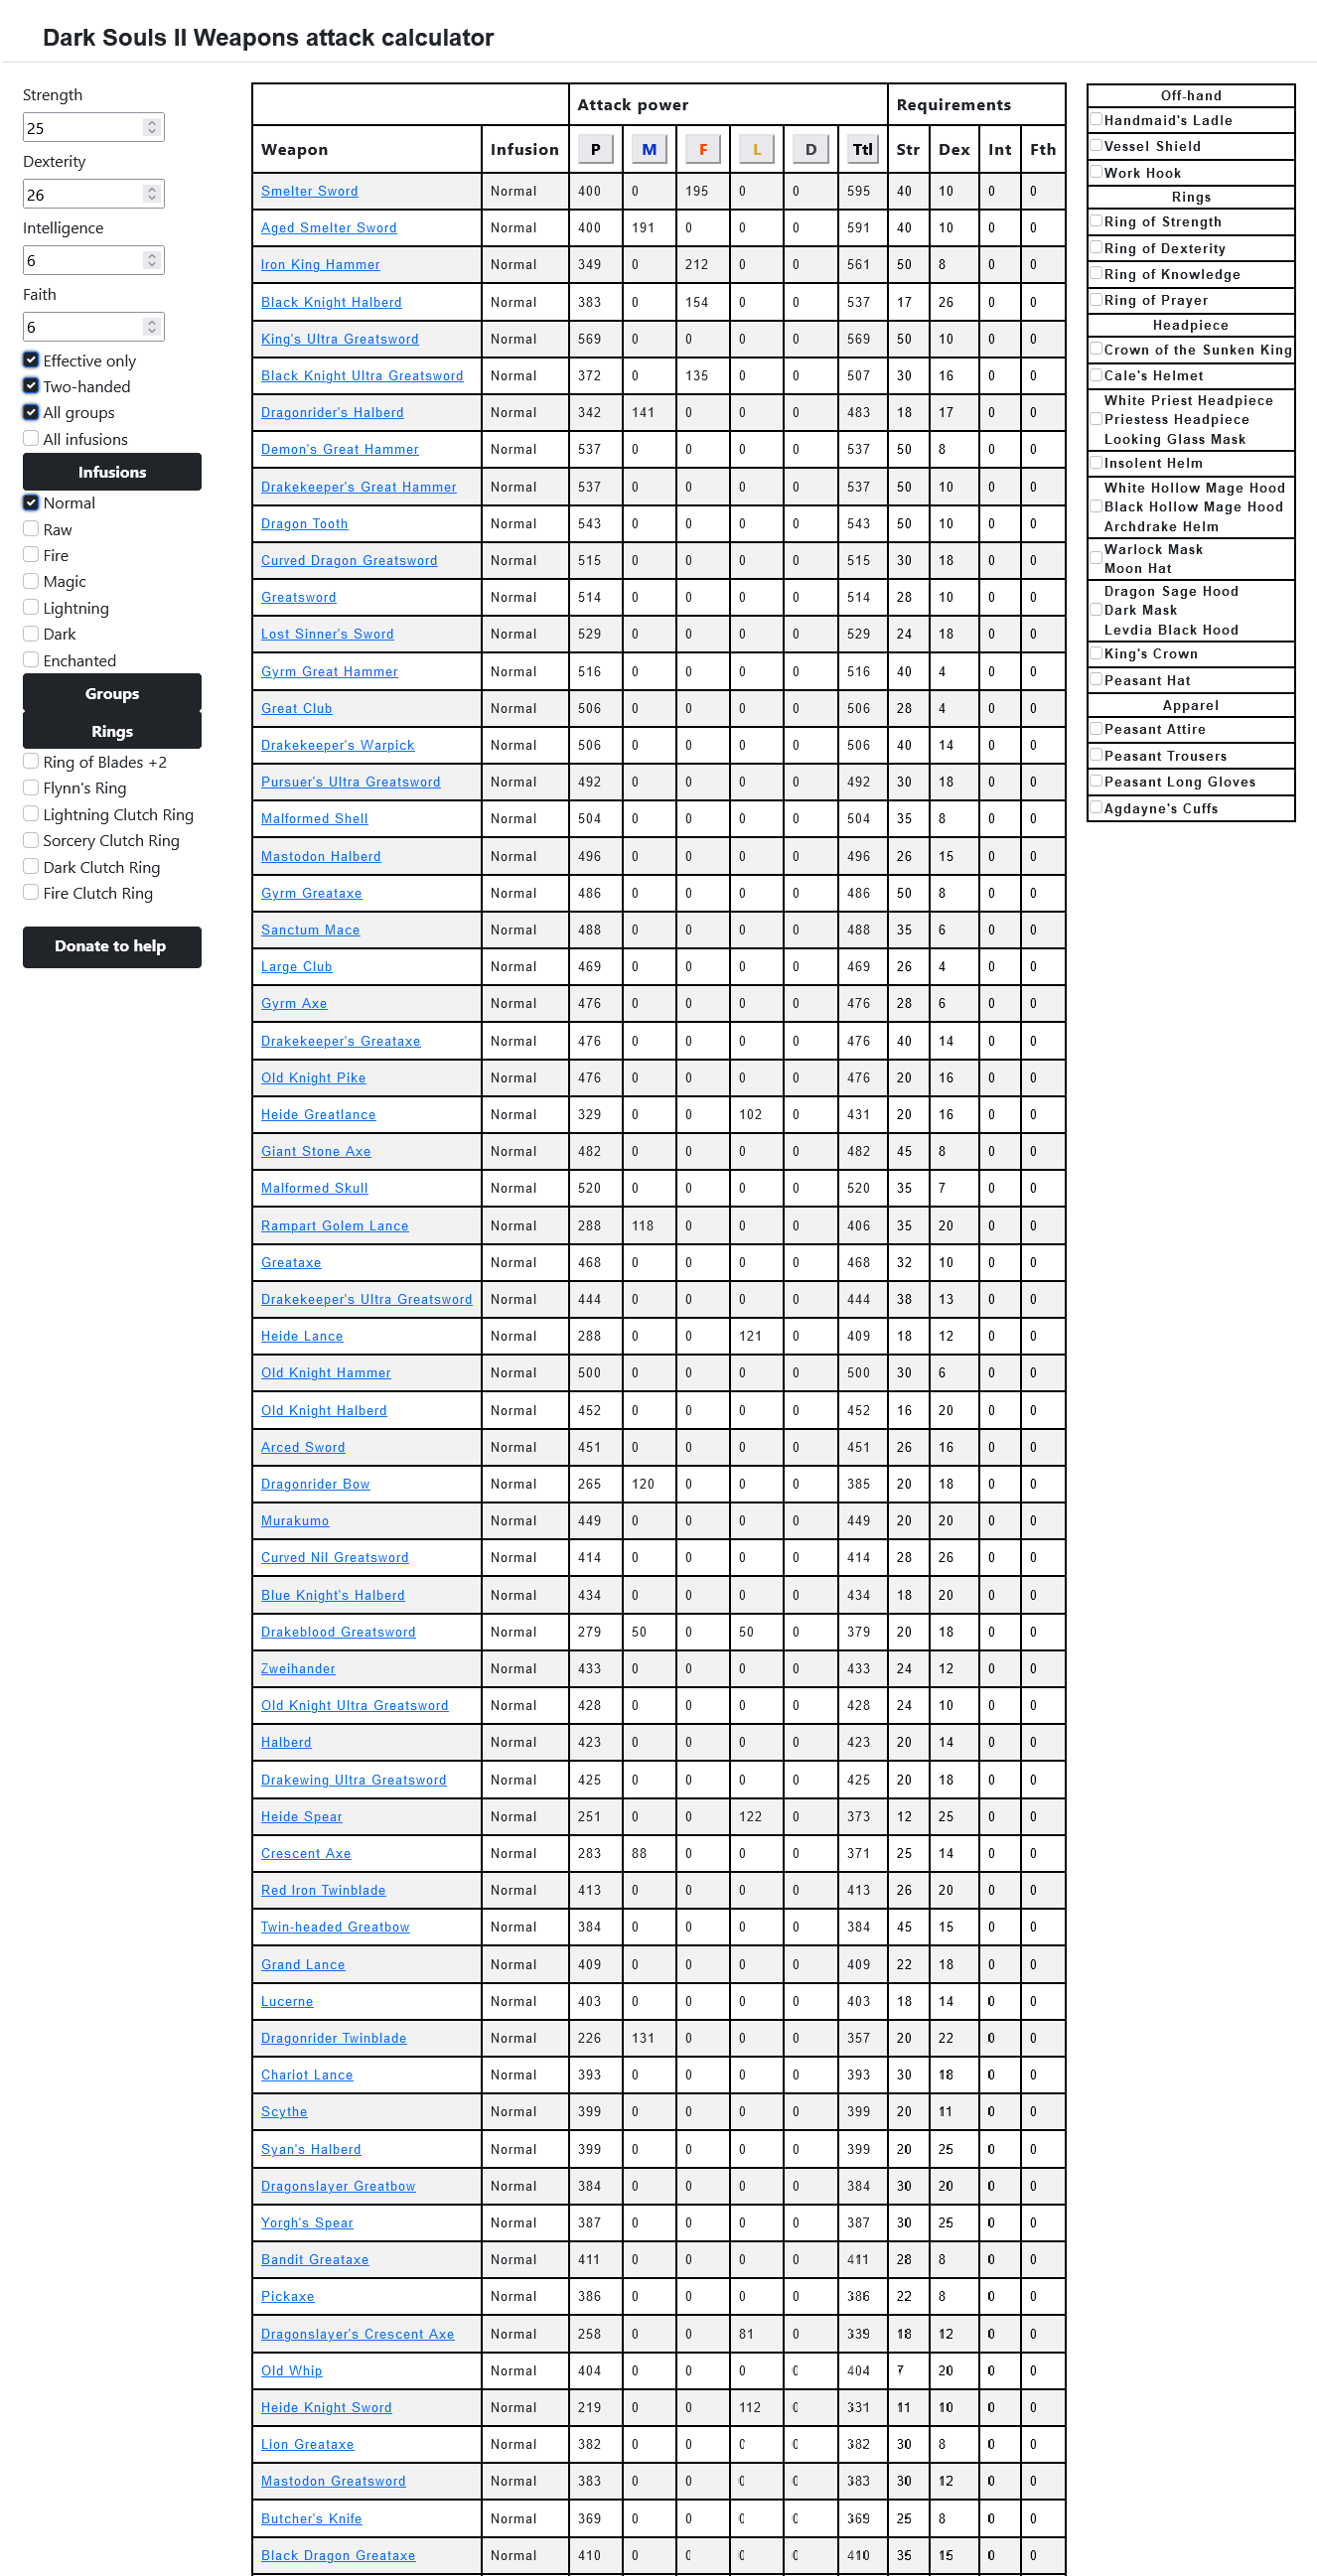 Dark Souls II Weapons attack calculator
Strength
25
Dexterity
26
Intelligence
6
Faith
6
Effective only
Two-handed
All groups
All infusions
Infusions
Normal
Raw
Fire
Magic
Lightning
Dark
Enchanted
Groups
Rings
Ring of Blades +2
Flynn's Ring
Lightning Clutch Ring
Sorcery Clutch Ring
Dark Clutch Ring
Fire Clutch Ring
Donate to help
Attack power Requirements
Weapon Infusion P M F L D Ttl Str Dex Int Fth
Smelter Sword Normal 400 0 195 0 0 595 40 10 0 0
Aged Smelter Sword Normal 400 191 0 0 0 591 40 10 0 0
Iron King Hammer Normal 349 0 212 0 0 561 50 8 0 0
Black Knight Halberd Normal 383 0 154 0 0 537 17 26 0 0
King's Ultra Greatsword Normal 569 0 0 0 0 569 50 10 0 0
Black Knight Ultra Greatsword Normal 372 0 135 0 0 507 30 16 0 0
Dragonrider's Halberd Normal 342 141 0 0 0 483 18 17 0 0
Demon's Great Hammer Normal 537 0 0 0 0 537 50 8 0 0
Drakekeeper's Great Hammer Normal 537 0 0 0 0 537 50 10 0 0
Dragon Tooth Normal 543 0 0 0 0 543 50 10 0 0
Curved Dragon Greatsword Normal 515 0 0 0 0 515 30 18 0 0
Greatsword Normal 514 0 0 0 0 514 28 10 0 0
Lost Sinner's Sword Normal 529 0 0 0 0 529 24 18 0 0
Gyrm Great Hammer Normal 516 0 0 0 0 516 40 4 0 0
Great Club Normal 506 0 0 0 0 506 28 4 0 0
Drakekeeper's Warpick Normal 506 0 0 0 0 506 40 14 0 0
Pursuer's Ultra Greatsword Normal 492 0 0 0 0 492 30 18 0 0
Malformed Shell Normal 504 0 0 0 0 504 35 8 0 0
Mastodon Halberd Normal 496 0 0 0 0 496 26 15 0 0
Gyrm Greataxe Normal 486 0 0 0 0 486 50 8 0 0
Sanctum Mace Normal 488 0 0 0 0 488 35 6 0 0
Large Club Normal 469 0 0 0 0 469 26 4 0 0
Gyrm Axe Normal 476 0 0 0 0 476 28 6 0 0
Drakekeeper's Greataxe Normal 476 0 0 0 0 476 40 14 0 0
Old Knight Pike Normal 476 0 0 0 0 476 20 16 0 0
Heide Greatlance Normal 329 0 0 102 0 431 20 16 0 0
Giant Stone Axe Normal 482 0 0 0 0 482 45 8 0 0
Malformed Skull Normal 520 0 0 0 0 520 35 7 0 0
Rampart Golem Lance Normal 288 118 0 0 0 406 35 20 0 0
Greataxe Normal 468 0 0 0 0 468 32 10 0 0
Drakekeeper's Ultra Greatsword Normal 444 0 0 0 0 444 38 13 0 0
Heide Lance Normal 288 0 0 121 0 409 18 12 0 0
Old Knight Hammer Normal 500 0 0 0 0 500 30 6 0 0
Old Knight Halberd Normal 452 0 0 0 0 452 16 20 0 0
Arced Sword Normal 451 0 0 0 0 451 26 16 0 0
Dragonrider Bow Normal 265 120 0 0 0 385 20 18 0 0
Murakumo Normal 449 0 0 0 0 449 20 20 0 0
Curved Nil Greatsword Normal 414 0 0 0 0 414 28 26 0 0
Blue Knight's Halberd Normal 434 0 0 0 0 434 18 20 0 0
Drakeblood Greatsword Normal 279 50 0 50 0 379 20 18 0 0
Zweihander Normal 433 0 0 0 0 433 24 12 0 0
Old Knight Ultra Greatsword Normal 428 0 0 0 0 428 24 10 0 0
Halberd Normal 423 0 0 0 0 423 20 14 0 0
Drakewing Ultra Greatsword Normal 425 0 0 0 0 425 20 18 0 0
Heide Spear Normal 251 0 0 122 0 373 12 25 0 0
Crescent Axe Normal 283 88 0 0 0 371 25 14 0 0
Red Iron Twinblade Normal 413 0 0 0 0 413 26 20 0 0
Twin-headed Greatbow Normal 384 0 0 0 0 384 45 15 0 0
Grand Lance Normal 409 0 0 0 0 409 22 18 0 0
Lucerne Normal 403 0 0 0 0 403 18 14 0 0
Dragonrider Twinblade Normal 226 131 0 0 0 357 20 22 0 0
Chariot Lance Normal 393 0 0 0 0 393 30 18 0 0
Scythe Normal 399 0 0 0 0 399 20 11 0 0
Syan's Halberd Normal 399 0 0 0 0 399 20 25 0 0
Dragonslayer Greatbow Normal 384 0 0 0 0 384 30 20 0 0
Yorgh's Spear Normal 387 0 0 0 0 387 30 25 0 0
Bandit Greataxe Normal 411 0 0 0 0 411 28 8 0 0
Pickaxe Normal 386 0 0 0 0 386 22 8 0 0
Dragonslayer's Crescent Axe Normal 258 0 0 81 0 339 18 12 0 0
Old Whip Normal 404 0 0 0 0 404 7 20 0 0
Heide Knight Sword Normal 219 0 0 112 0 331 11 10 0 0
Lion Greataxe Normal 382 0 0 0 0 382 30 8 0 0
Mastodon Greatsword Normal 383 0 0 0 0 383 30 12 0 0
Butcher's Knife Normal 369 0 0 0 0 369 25 8 0 0
Black Dragon Greataxe Normal 410 0 0 0 0 410 35 15 0 0
Off-hand
Handmaid's Ladle
Vessel Shield
Work Hook
Rings
Ring of Strength
Ring of Dexterity
Ring of Knowledge
Ring of Prayer
Headpiece
Crown of the Sunken King
Cale's Helmet
White Priest Headpiece
Priestess Headpiece
Looking Glass Mask
Insolent Helm
White Hollow Mage Hood
Black Hollow Mage Hood
Archdrake Helm
Warlock Mask
Moon Hat
Dragon Sage Hood
Dark Mask
Levdia Black Hood
King's Crown
Peasant Hat
Apparel
Peasant Attire
Peasant Trousers
Peasant Long Gloves
Agdayne's Cuffs